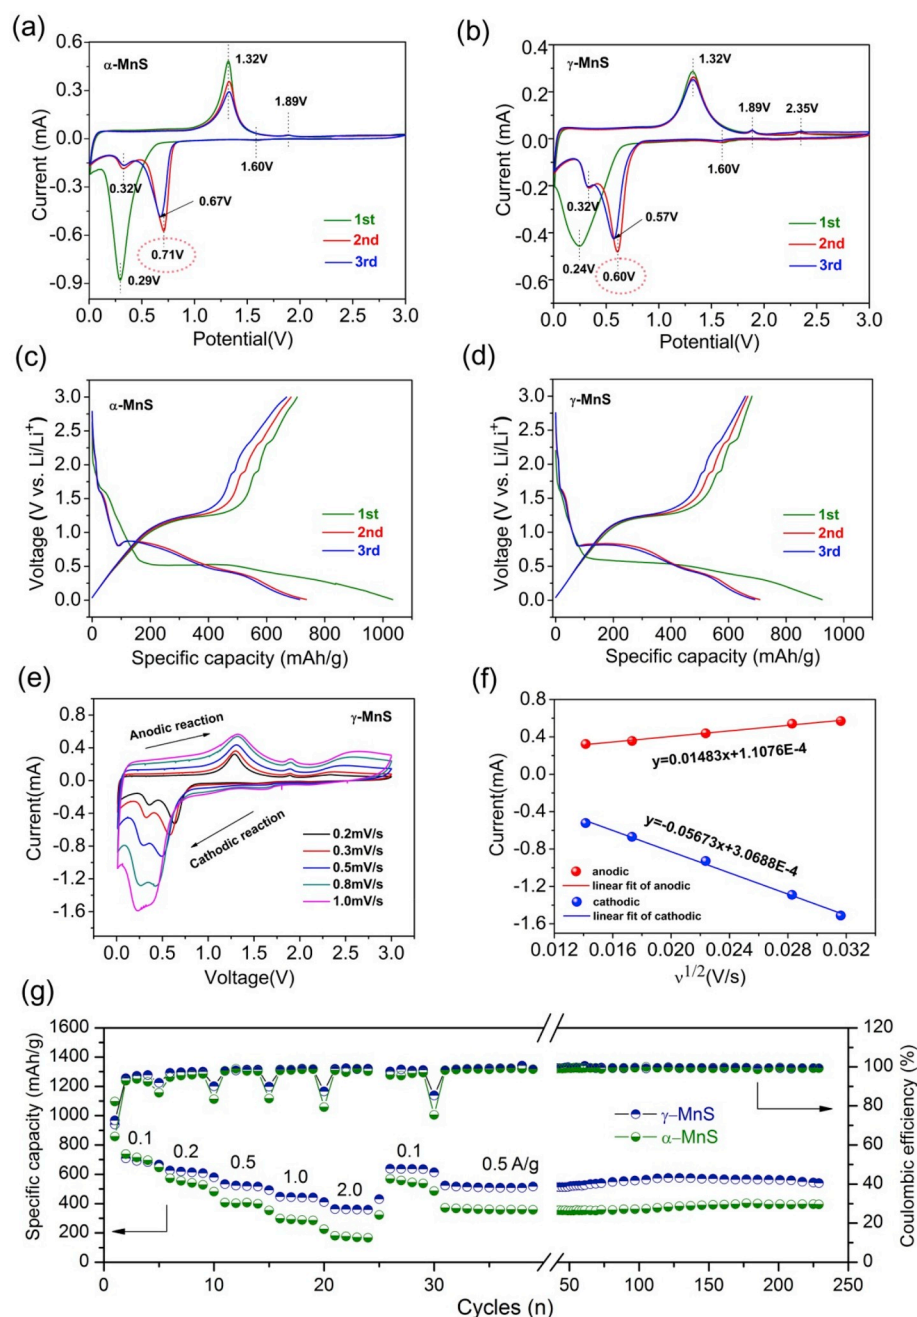 (a)
α-MnS
1.32V
1.89V
1.60V
0.32V
0.67V
0.71V
0.29V
1st
2nd
3rd
Current (mA)
0.6
0.3
0.0
-0.3
-0.6
-0.9
0.0 0.5 1.0 1.5 2.0 2.5 3.0
Potential(V)
(b)
γ-MnS
1.32V
1.89V
2.35V
1.60V
0.32V
0.57V
0.60V
0.24V
1st
2nd
3rd
Current (mA)
0.4
0.2
0.0
-0.2
-0.4
-0.6
0.0 0.5 1.0 1.5 2.0 2.5 3.0
Potential(V)
(c)
α-MnS
1st
2nd
3rd
Voltage (V vs. Li/Li+)
3.0
2.5
2.0
1.5
1.0
0.5
0.0
0 200 400 600 800 1000
Specific capacity (mAh/g)
(d)
γ-MnS
1st
2nd
3rd
Voltage (V vs. Li/Li+)
3.0
2.5
2.0
1.5
1.0
0.5
0.0
0 200 400 600 800 1000
Specific capacity (mAh/g)
(e)
γ-MnS
Anodic reaction
Cathodic reaction
0.2mV/s
0.3mV/s
0.5mV/s
0.8mV/s
1.0mV/s
Current(mA)
0.8
0.4
0.0
-0.4
-0.8
-1.2
-1.6
0.0 0.5 1.0 1.5 2.0 2.5 3.0
Voltage(V)
(f)
y=0.01483x+1.1076E-4
y=-0.05673x+3.0688E-4
anodic
linear fit of anodic
cathodic
linear fit of cathodic
Current(mA)
0.8
0.4
0.0
-0.4
-0.8
-1.2
-1.6
0.012 0.016 0.020 0.024 0.028 0.032
ν1/2(V/s)
(g)
Specific capacity (mAh/g)
1600
1400
1200
1000
800
600
400
200
0
0.1
0.2
0.5
1.0
2.0
0.1
0.5 A/g
γ-MnS
α-MnS
120
100
80
60
40
20
0
Coulombic efficiency (%)
0 10 20 30 50 100 150 200 250
Cycles (n)